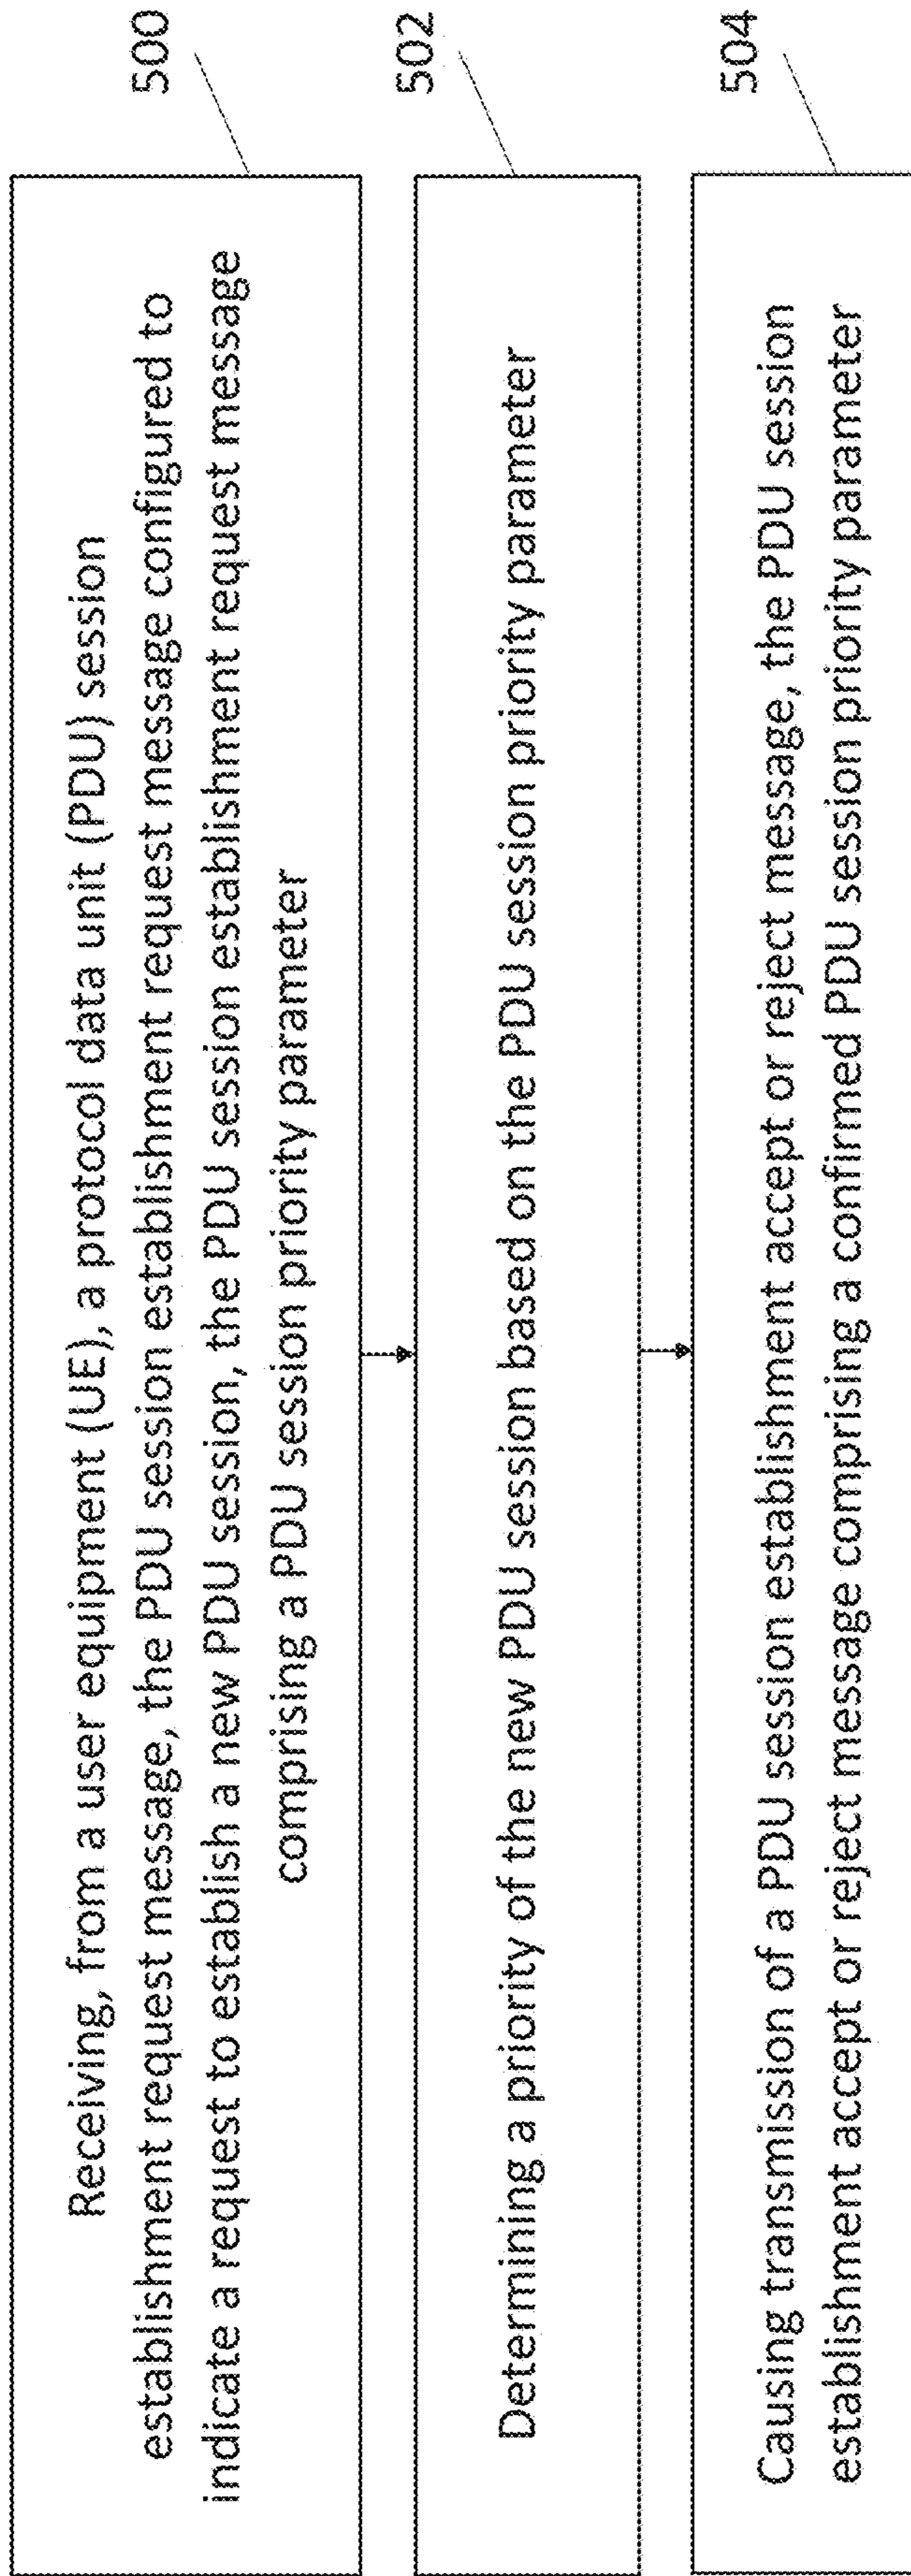 Receiving, from a user equipment (UE), a protocol data unit (PDU) session
establishment request message, the PDU session establishment request message configured to
indicate a request to establish a new PDU session, the PDU session establishment request message
comprising a PDU session priority parameter
500
Determining a priority of the new PDU session based on the PDU session priority parameter
502
Causing transmission of a PDU session establishment accept or reject message, the PDU session
establishment accept or reject message comprising a confirmed PDU session priority parameter
504